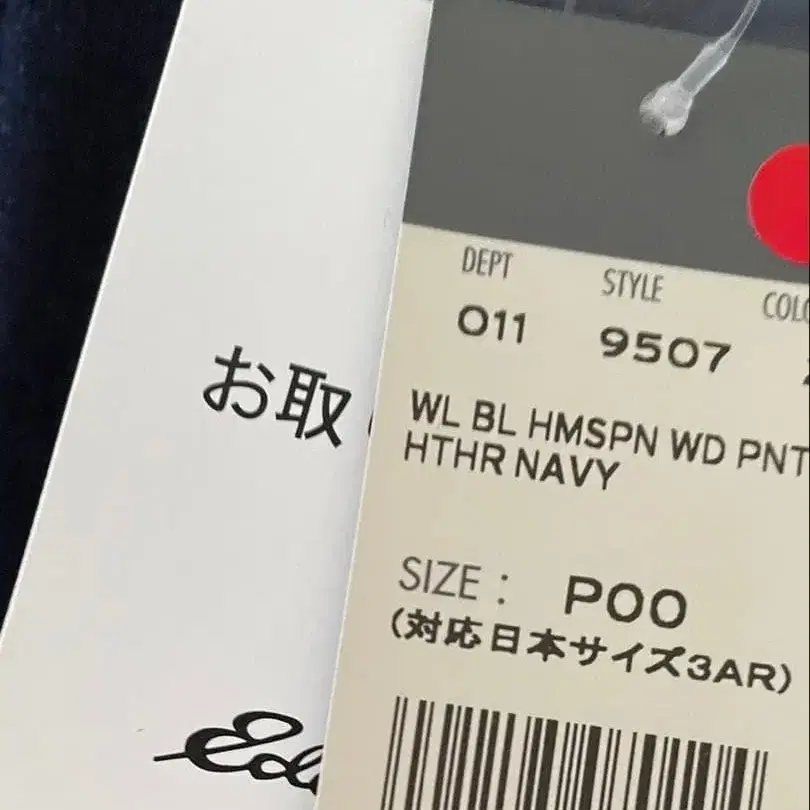 お取
DEPT STYLE
011 9507
WL BL HMSPN WD PNT
HTHR NAVY
SIZE : P00
(対応日本サイズ3AR)